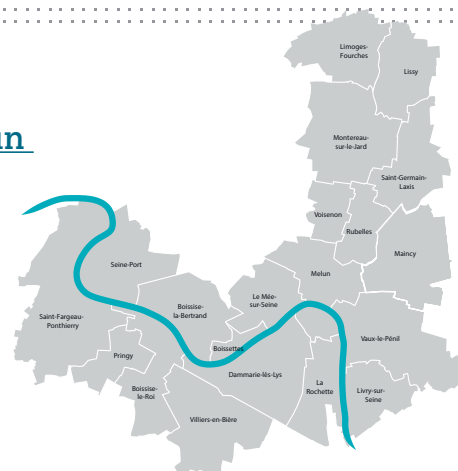 un
Limoges-
Fourches
Lissy
Montereau-
sur-le-Jard
Saint-Germain-
Laxis
Voisenon
Rubelles
Maincy
Seine-Port
Melun
Boissise-
la-Bertrand
Le Mée-
sur-Seine
Saint-Fargeau-
Ponthierry
Boissettes
Vaux-le-Pénil
Pringy
Dammarie-lès-Lys
Boissise-
le-Roi
La
Rochette
Livry-sur-
Seine
Villiers-en-Bière